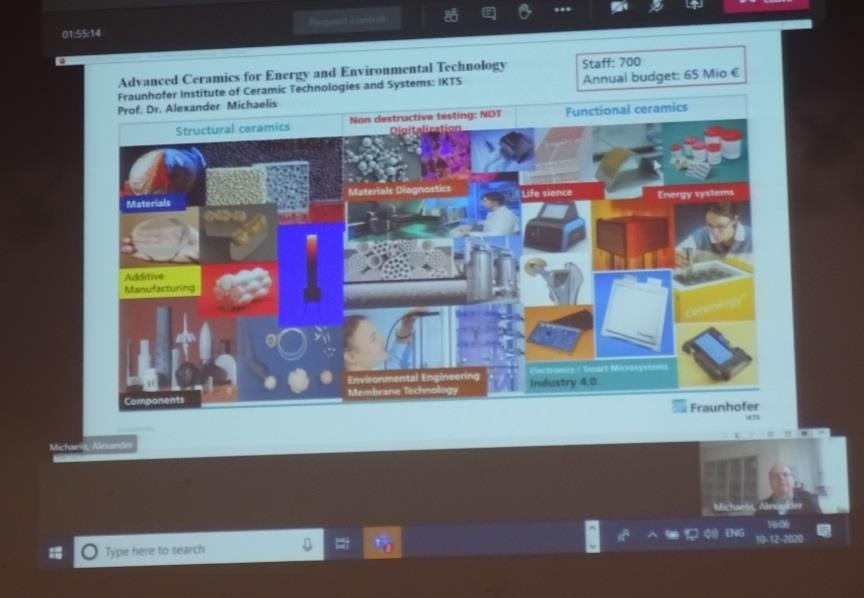 01:55:14
Request control
Leave
Advanced Ceramics for Energy and Environmental Technology
Fraunhofer Institute of Ceramic Technologies and Systems: IKTS
Prof. Dr. Alexander Michaelis
Staff: 700
Annual budget: 65 Mio €
Structural ceramics
Non destructive testing: NDT
Digitalization
Functional ceramics
Materials
Materials Diagnostics
Life sience
Energy systems
Additive
Manufacturing
cerenergy
Components
Environmental Engineering
Membrane Technology
Electronics / Smart Microsystems
Industry 4.0
Fraunhofer
IKTS
Michaelis, Alexander
Michaelis, Alexander
Type here to search
2
ENG
16:06
10-12-2020